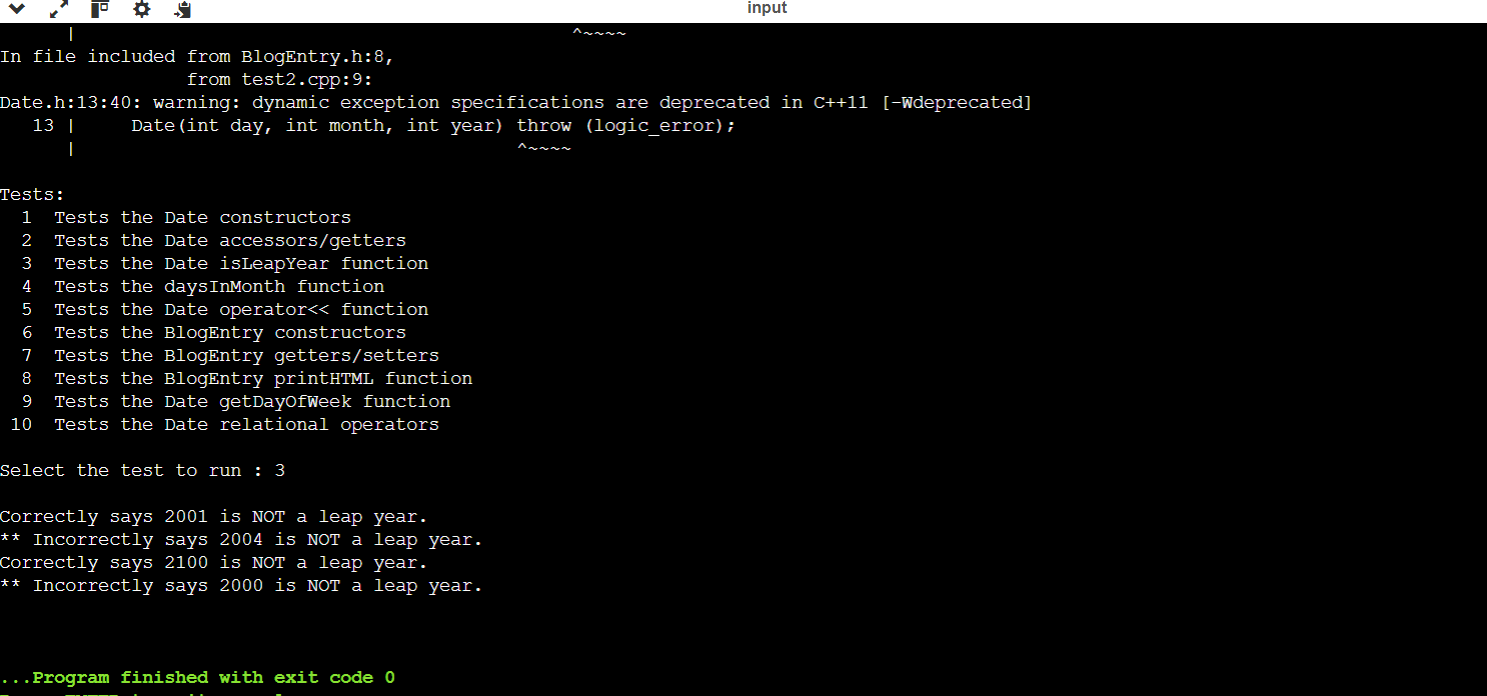 input
| ^~~~~
In file included from BlogEntry.h:8,
from test2.cpp:9:
Date.h:13:40: warning: dynamic exception specifications are deprecated in C++11 [-Wdeprecated]
13 | Date(int day, int month, int year) throw (logic_error);
| ^~~~~
Tests:
1 Tests the Date constructors
2 Tests the Date accessors/getters
3 Tests the Date isLeapYear function
4 Tests the daysInMonth function
5 Tests the Date operator<< function
6 Tests the BlogEntry constructors
7 Tests the BlogEntry getters/setters
8 Tests the BlogEntry printHTML function
9 Tests the Date getDayOfWeek function
10 Tests the Date relational operators
Select the test to run : 3
Correctly says 2001 is NOT a leap year.
** Incorrectly says 2004 is NOT a leap year.
Correctly says 2100 is NOT a leap year.
** Incorrectly says 2000 is NOT a leap year.
...Program finished with exit code 0